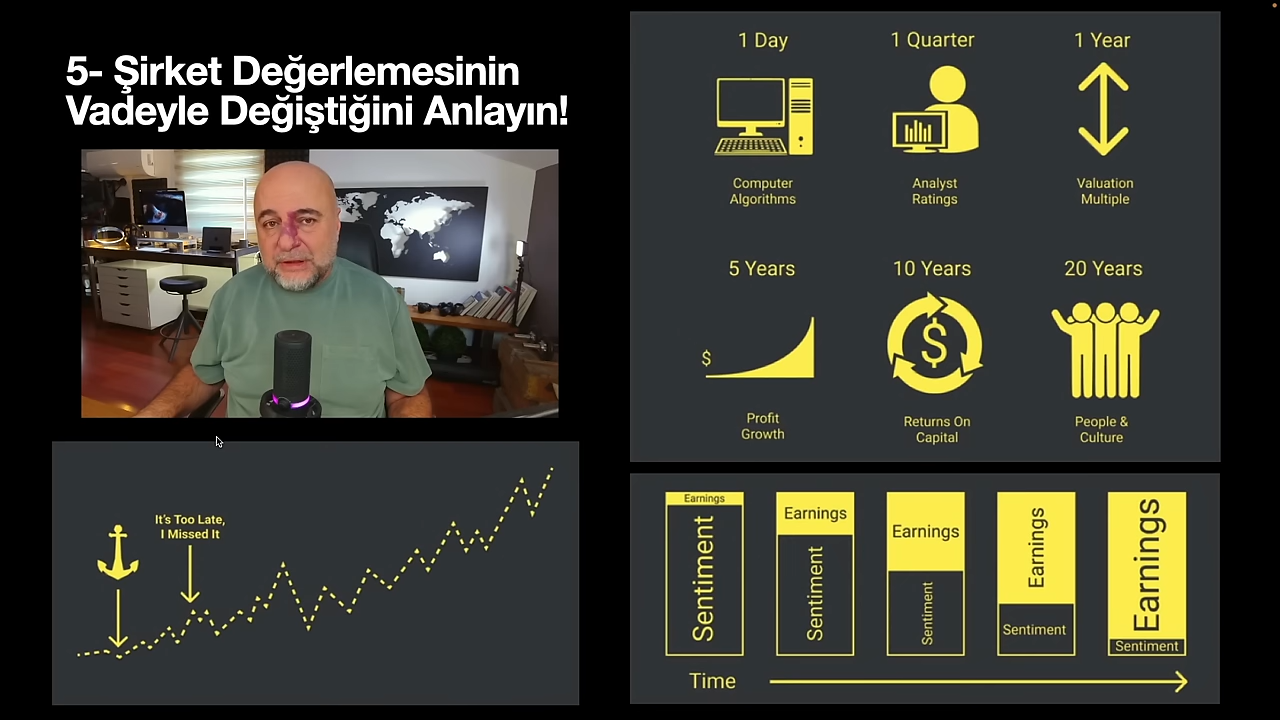 5- Şirket Değerlemesinin
Vadeyle Değiştiğini Anlayın!
1 Day
1 Quarter
1 Year
Computer
Algorithms
Analyst
Ratings
Valuation
Multiple
5 Years
10 Years
20 Years
$
$
Profit
Growth
Returns On
Capital
People &
Culture
It's Too Late,
I Missed It
Earnings
Sentiment
Earnings
Sentiment
Earnings
Sentiment
Earnings
Sentiment
Earnings
Sentiment
Time